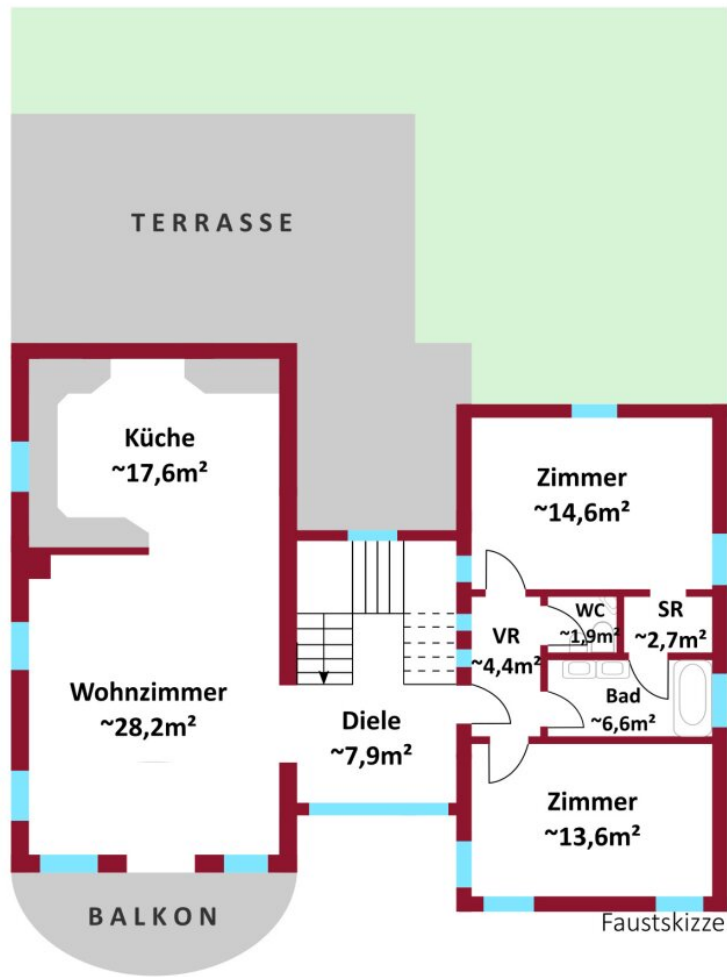 TERRASSE
Küche
~17,6m²
Zimmer
~14,6m²
WC
~1,9m²
SR
~2,7m²
VR
~4,4m²
Wohnzimmer
~28,2m²
Diele
~7,9m²
Bad
~6,6m²
Zimmer
~13,6m²
BALKON
Faustskizze